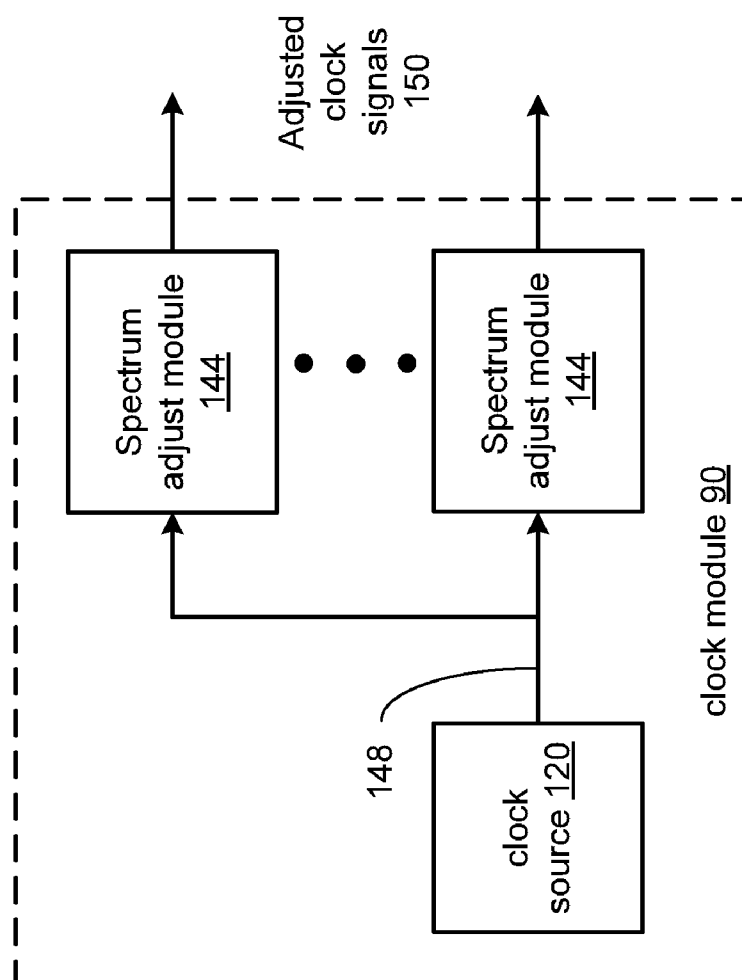 Adjusted
clock
signals
150
Spectrum
adjust module
144
Spectrum
adjust module
144
148
clock
source 120
clock module 90